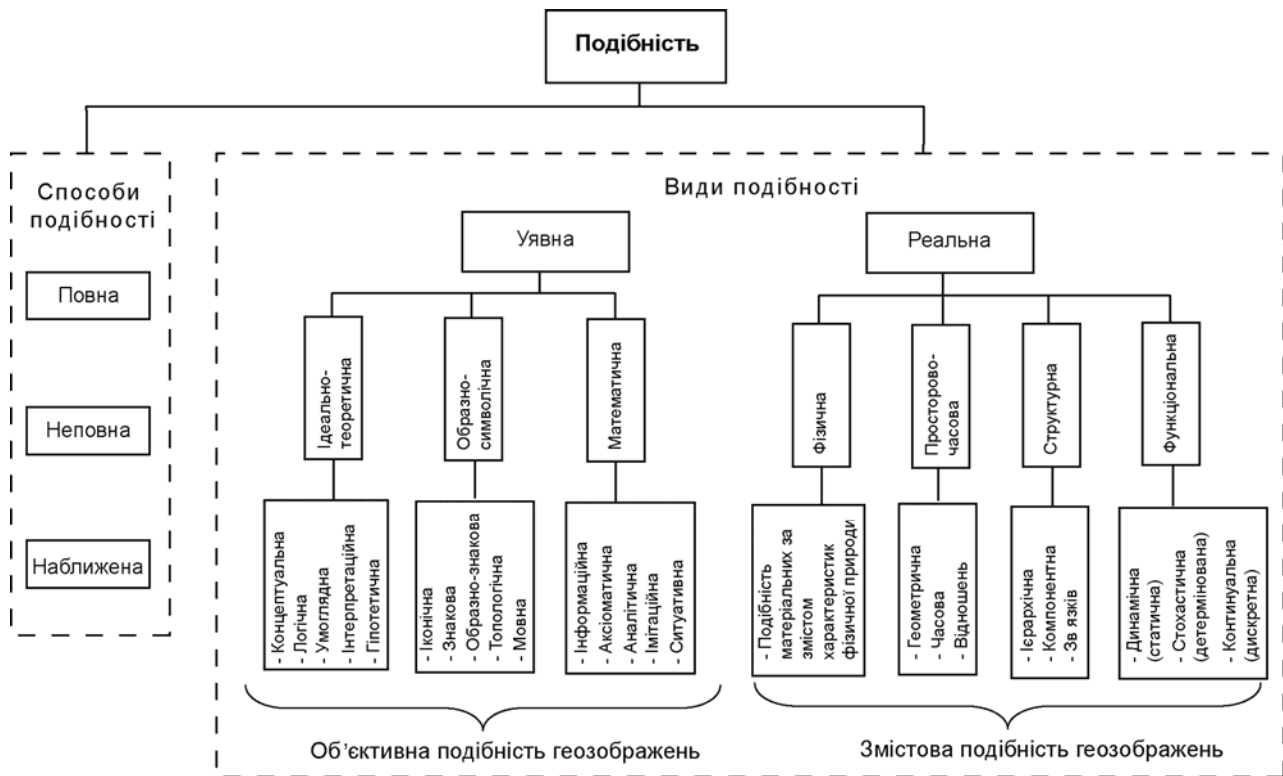 Подібність
Способи
подібності
Повна
Неповна
Наближена
Види подібності
Уявна
Реальна
Ідеально-
теоретична
Образно-
символічна
Математична
Фізична
Просторово-
часова
Структурна
Функціональна
- Концептуальна
- Логічна
- Умоглядна
- Інтерпретаційна
- Гіпотетична
- Іконічна
- Знакова
- Образно-знакова
- Топологічна
- Мовна
- Інформаційна
- Аксіоматична
- Аналітична
- Імітаційна
- Ситуативна
- Подібність
матеріальних за
змістом
характеристик
фізичної природи
- Геометрична
- Часова
- Відношень
- Ієрархічна
- Компонентна
- Зв язків
- Динамічна
(статична)
- Стохастична
(детермінована)
- Континуальна
(дискретна)
Об’єктивна подібність геозображень
Змістова подібність геозображень